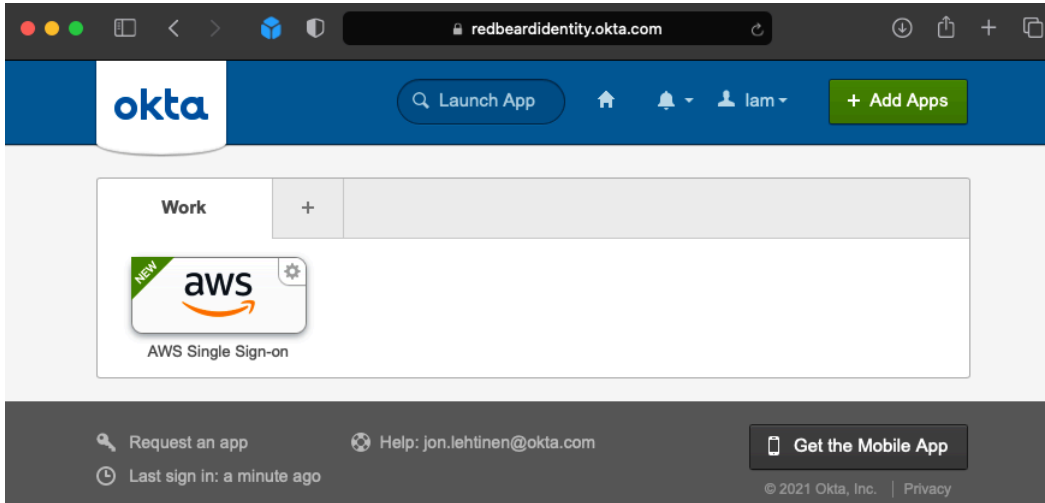 redbeardidentity.okta.com
okta
Launch App
Iam
+ Add Apps
Work
+
NEW
aws
AWS Single Sign-on
Request an app
Help: jon.lehtinen@okta.com
Get the Mobile App
Last sign in: a minute ago
© 2021 Okta, Inc. | Privacy